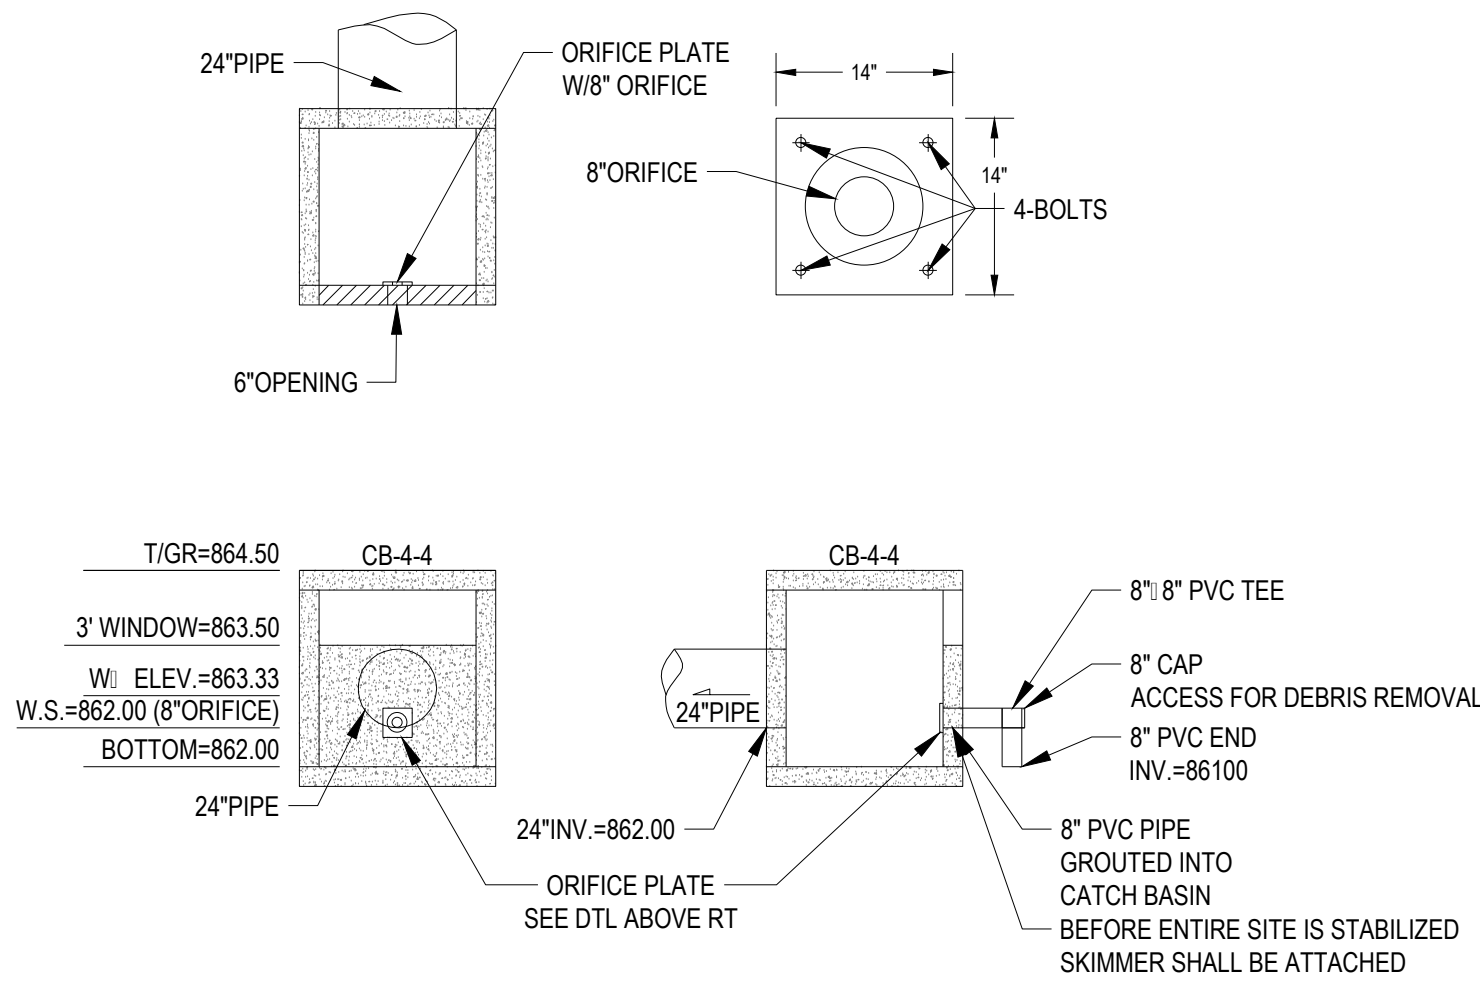 24"PIPE
ORIFICE PLATE
W/8" ORIFICE
6"OPENING
14"
8"ORIFICE
14"
4-BOLTS
T/GR=864.50
3' WINDOW=863.50
W▯ ELEV.=863.33
W.S.=862.00 (8"ORIFICE)
BOTTOM=862.00
CB-4-4
24"PIPE
CB-4-4
24"PIPE
24"INV.=862.00
ORIFICE PLATE
SEE DTL ABOVE RT
8"▯8" PVC TEE
8" CAP
ACCESS FOR DEBRIS REMOVAL
8" PVC END
INV.=86100
8" PVC PIPE
GROUTED INTO
CATCH BASIN
BEFORE ENTIRE SITE IS STABILIZED
SKIMMER SHALL BE ATTACHED